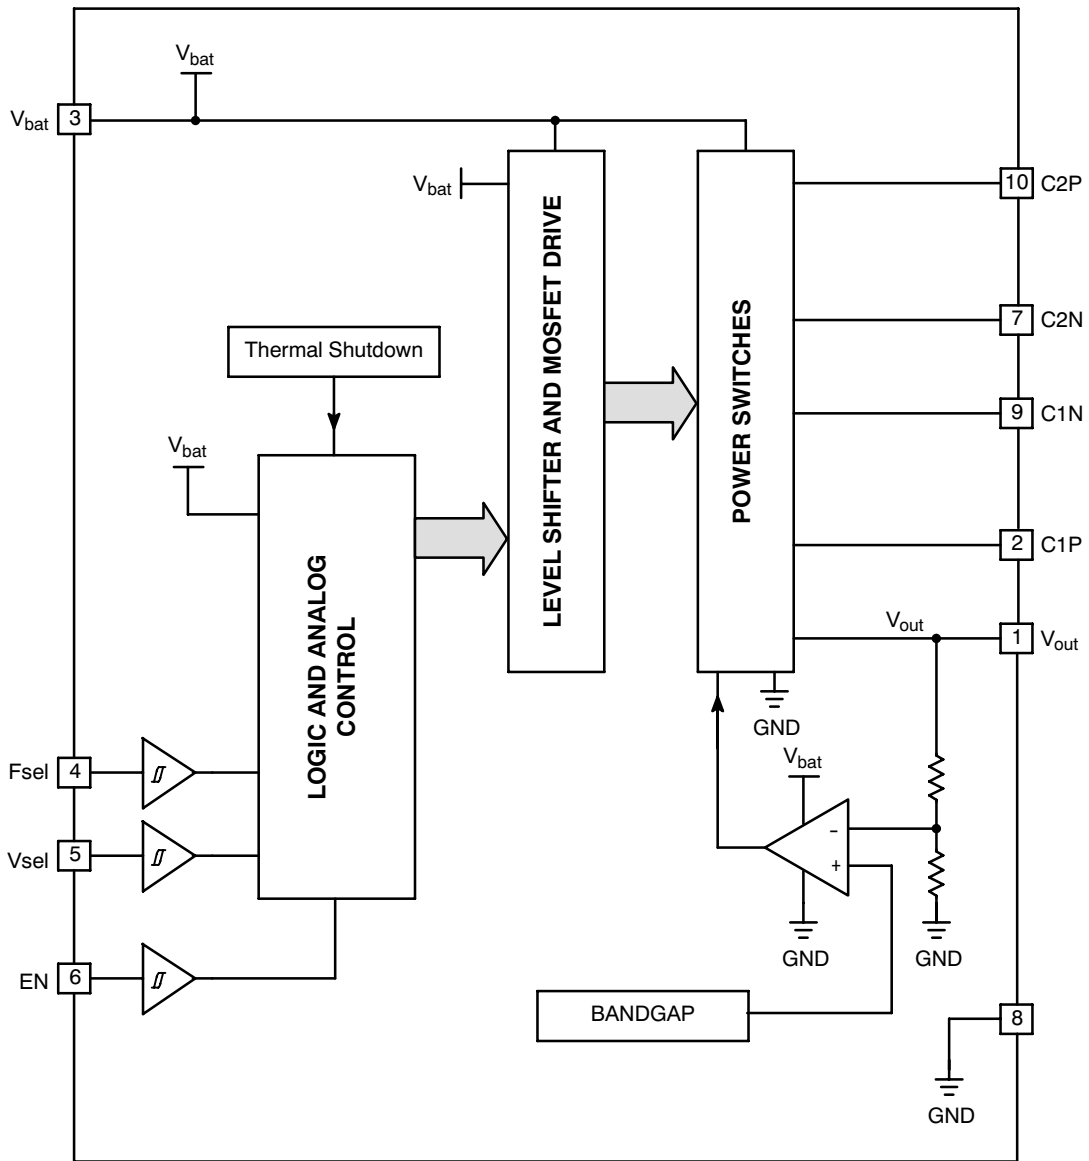 Vbat
Vbat
3
Vbat
LEVEL SHIFTER AND MOSFET DRIVE
POWER SWITCHES
10
C2P
7
C2N
9
C1N
2
C1P
Vout
1
Vout
Thermal Shutdown
Vbat
LOGIC AND ANALOG
CONTROL
GND
Vbat
-
+
GND
GND
Fsel
4
Vsel
5
EN
6
BANDGAP
8
GND